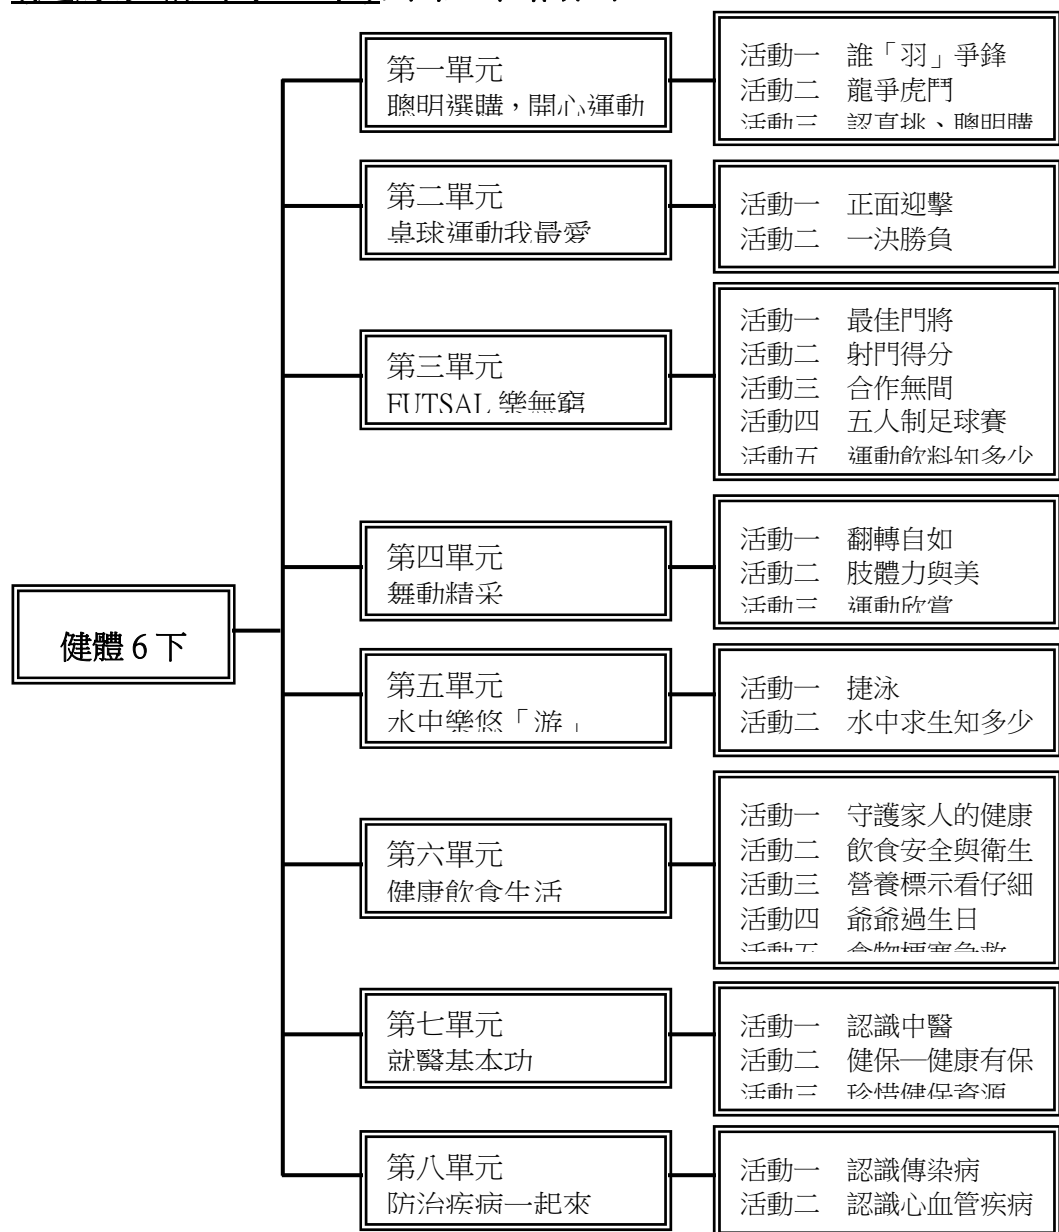 健體 6 下
第一單元
聰明選購，開心運動
活動一 誰「羽」爭鋒
活動二 龍爭虎鬥
活動三 認真挑、聰明購
第二單元
桌球運動我最愛
活動一 正面迎擊
活動二 一決勝負
第三單元
FUTSAL 樂無窮
活動一 最佳門將
活動二 射門得分
活動三 合作無間
活動四 五人制足球賽
活動五 運動飲料知多少
第四單元
舞動精采
活動一 翻轉自如
活動二 肢體力與美
活動三 運動欣賞
第五單元
水中樂悠「游」
活動一 捷泳
活動二 水中求生知多少
第六單元
健康飲食生活
活動一 守護家人的健康
活動二 飲食安全與衛生
活動三 營養標示看仔細
活動四 爺爺過生日
活動五 食物梗塞急救
第七單元
就醫基本功
活動一 認識中醫
活動二 健保—健康有保
活動三 珍惜健保資源
第八單元
防治疾病一起來
活動一 認識傳染病
活動二 認識心血管疾病